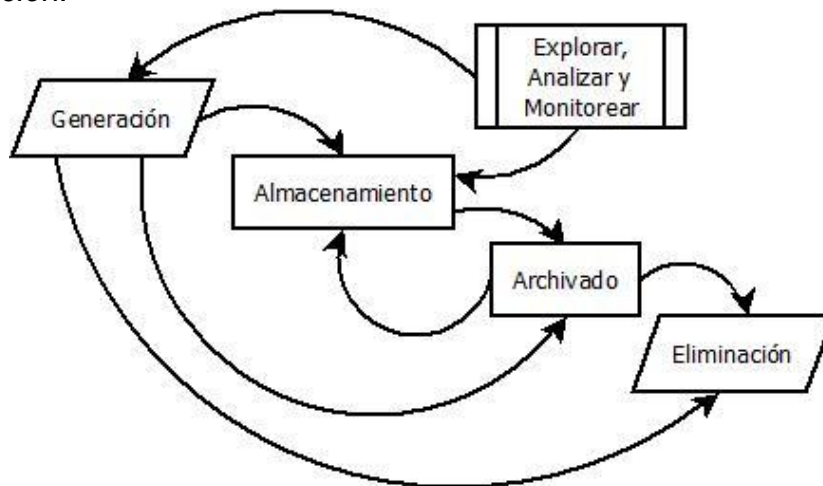 Explorar,
Analizar y
Monitorear
Generación
Almacenamiento
Archivado
Eliminación